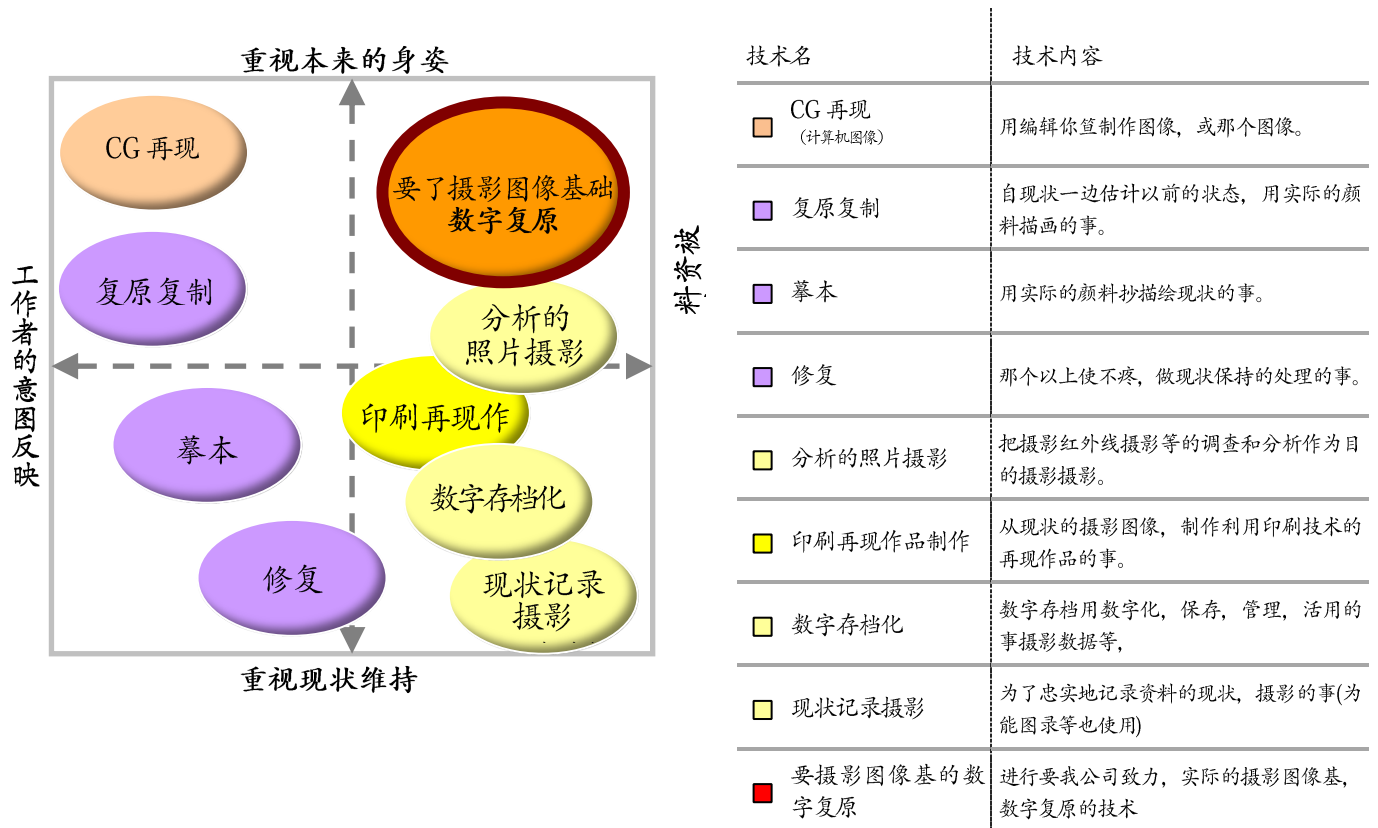 重视本来的身姿
CG 再现
要了摄影图像基础
数字复原
复原复制
分析的
照片摄影
工作者的意图反映
料资被
印刷再现作
摹本
数字存档化
修复
现状记录
摄影
重视现状维持
技术名
技术内容
CG 再现
（计算机图像）
用编辑你笪制作图像，或那个图像。
复原复制
自现状一边估计以前的状态，用实际的颜
料描画的事。
摹本
用实际的颜料抄描绘现状的事。
修复
那个以上使不疼，做现状保持的处理的事。
分析的照片摄影
把摄影红外线摄影等的调查和分析作为目
的摄影摄影。
印刷再现作品制作
从现状的摄影图像，制作利用印刷技术的
再现作品的事。
数字存档化
数字存档用数字化，保存，管理，活用的
事摄影数据等，
现状记录摄影
为了忠实地记录资料的现状，摄影的事(为
能图录等也使用)
要摄影图像基的数
字复原
进行要我公司致力，实际的摄影图像基，
数字复原的技术